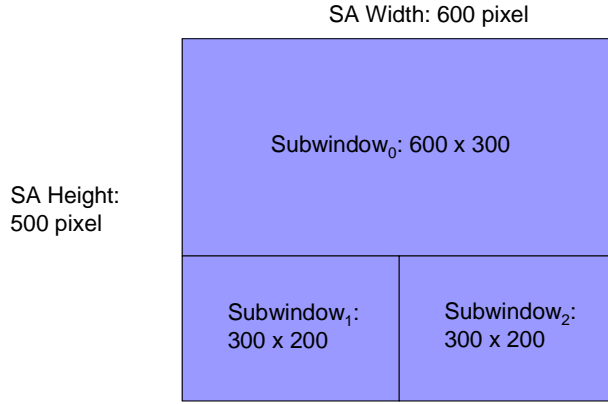 SA Width: 600 pixel
Subwindow₀: 600 x 300
SA Height:
500 pixel
Subwindow₁:
300 x 200
Subwindow₂:
300 x 200